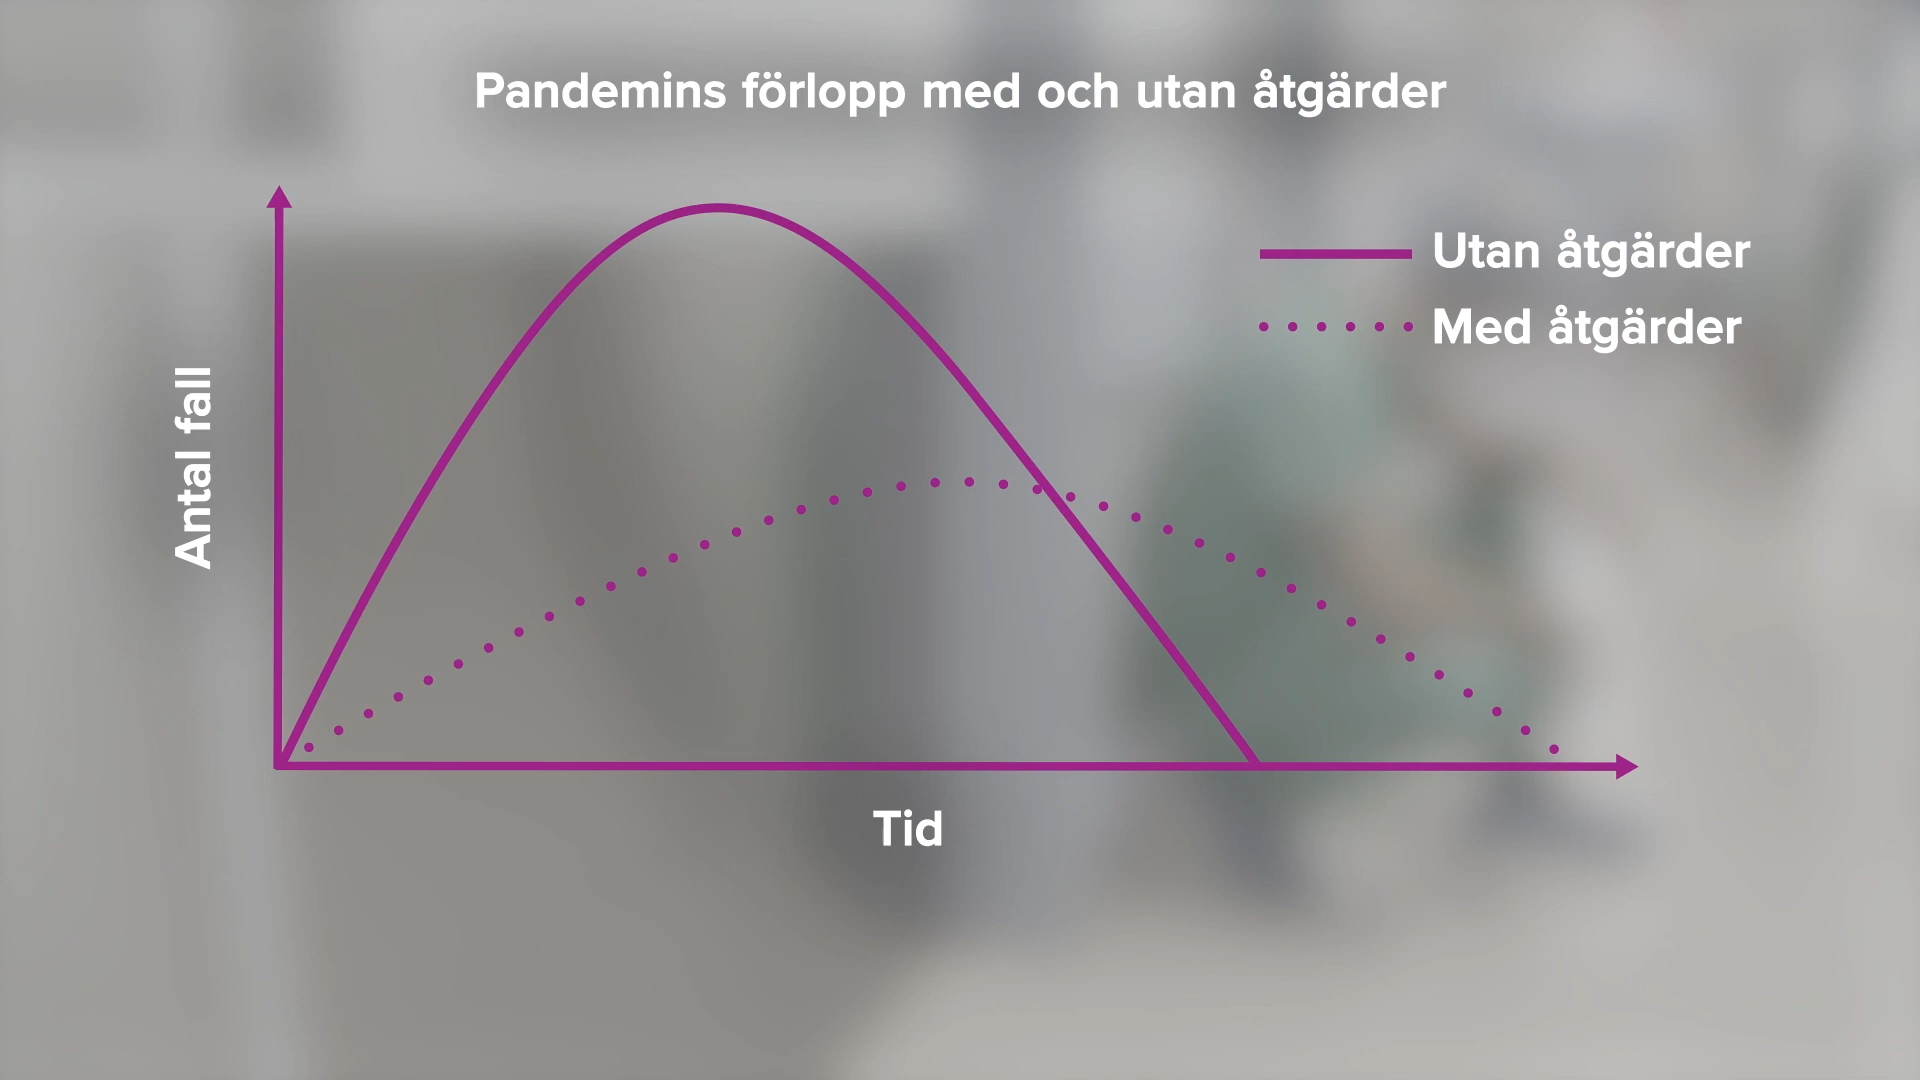 Pandemins förlopp med och utan åtgärder
Utan åtgärder
Med åtgärder
Antal fall
Tid